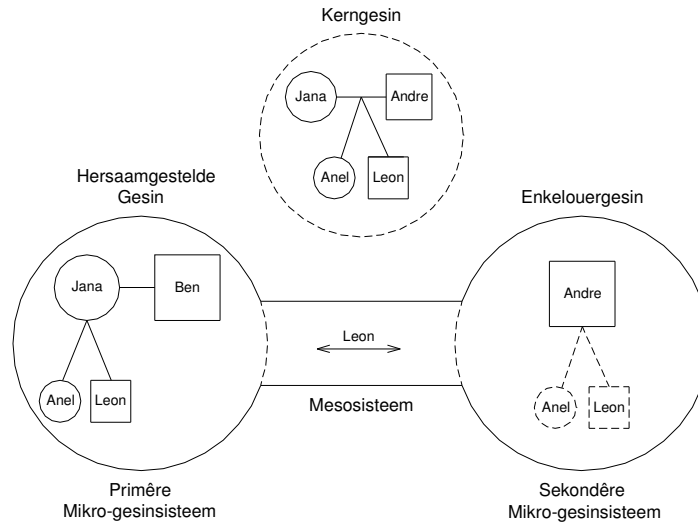 Kerngesin
Jana
Andre
Anel
Leon
Hersaamgestelde
Gesin
Jana
Ben
Anel
Leon
Primêre
Mikro-gesinsisteem
Leon
Mesosisteem
Enkelouergesin
Andre
Anel
Leon
Sekondêre
Mikro-gesinsisteem